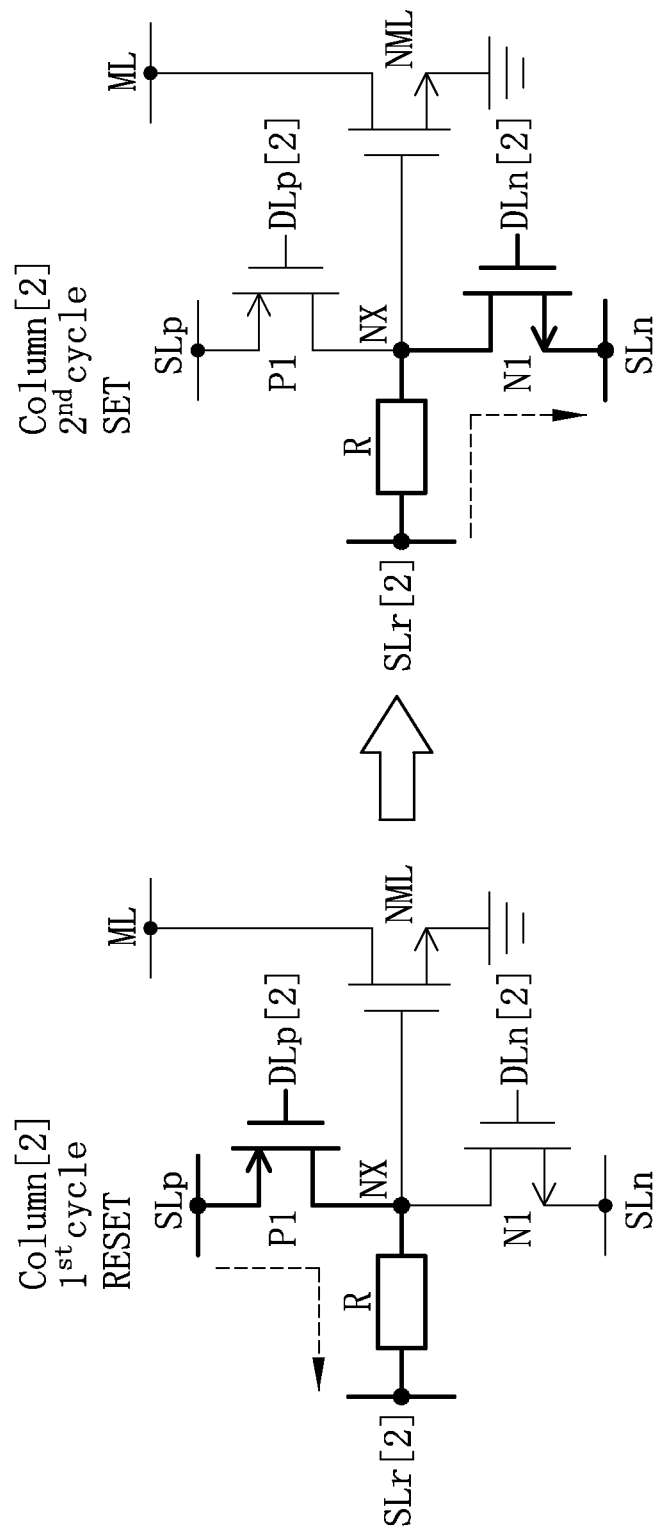 Column[2]
1st cycle
RESET
SLp
ML
P1
DLp[2]
R
NX
NML
SLr[2]
N1
DLn[2]
SLn
Column[2]
2nd cycle
SET
SLp
ML
P1
DLp[2]
R
NX
NML
SLr[2]
N1
DLn[2]
SLn